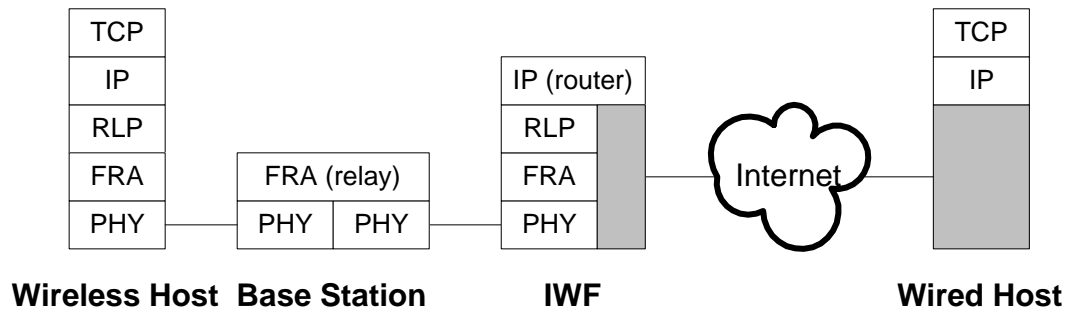 TCP
IP
RLP
FRA
PHY
FRA (relay)
PHY
PHY
IP (router)
RLP
FRA
PHY
Internet
TCP
IP
Wireless Host
Base Station
IWF
Wired Host